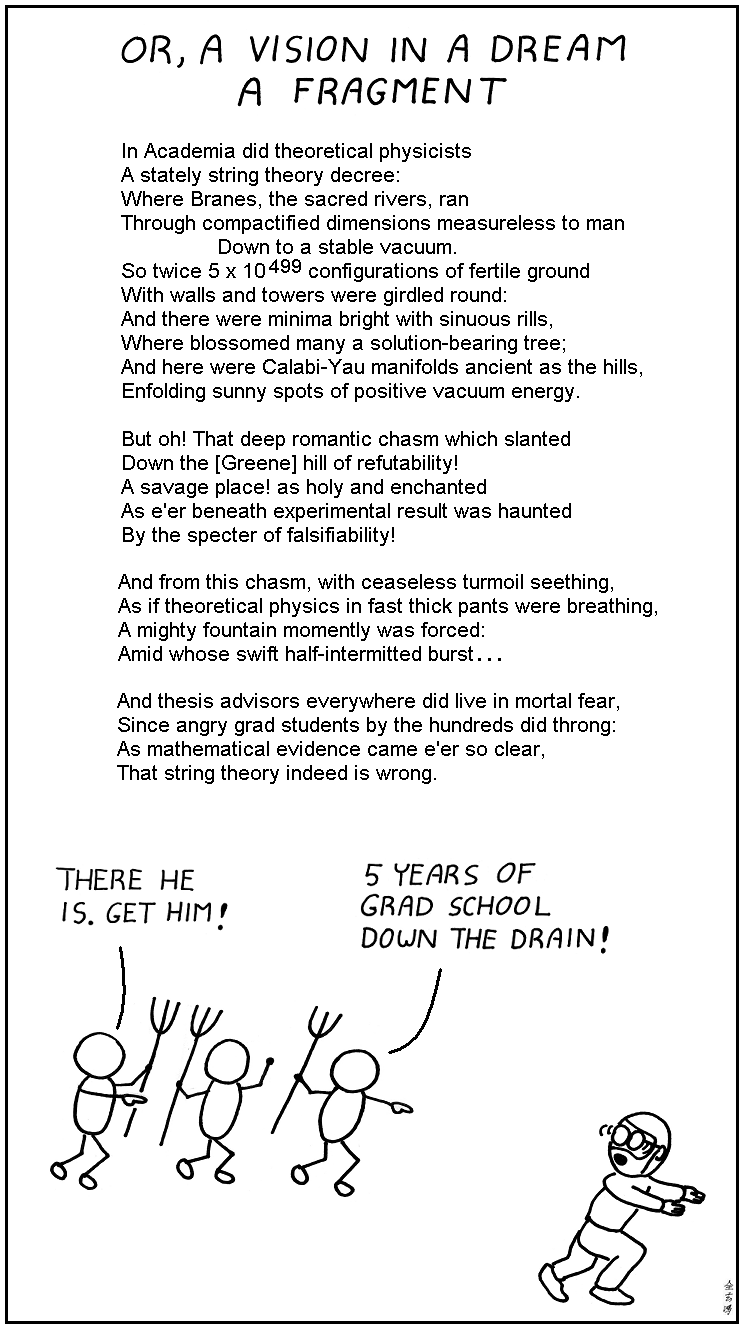 OR, A VISION IN A DREAM
A FRAGMENT
In Academia did theoretical physicists
A stately string theory decree:
Where Branes, the sacred rivers, ran
Through compactified dimensions measureless to man
Down to a stable vacuum.
So twice 5 x 10^499 configurations of fertile ground
With walls and towers were girdled round:
And there were minima bright with sinuous rills,
Where blossomed many a solution-bearing tree;
And here were Calabi-Yau manifolds ancient as the hills,
Enfolding sunny spots of positive vacuum energy.
But oh! That deep romantic chasm which slanted
Down the [Greene] hill of refutability!
A savage place! as holy and enchanted
As e'er beneath experimental result was haunted
By the specter of falsifiability!
And from this chasm, with ceaseless turmoil seething,
As if theoretical physics in fast thick pants were breathing,
A mighty fountain momently was forced:
Amid whose swift half-intermitted burst...
And thesis advisors everywhere did live in mortal fear,
Since angry grad students by the hundreds did throng:
As mathematical evidence came e'er so clear,
That string theory indeed is wrong.
THERE HE
IS. GET HIM!
5 YEARS OF
GRAD SCHOOL
DOWN THE DRAIN!